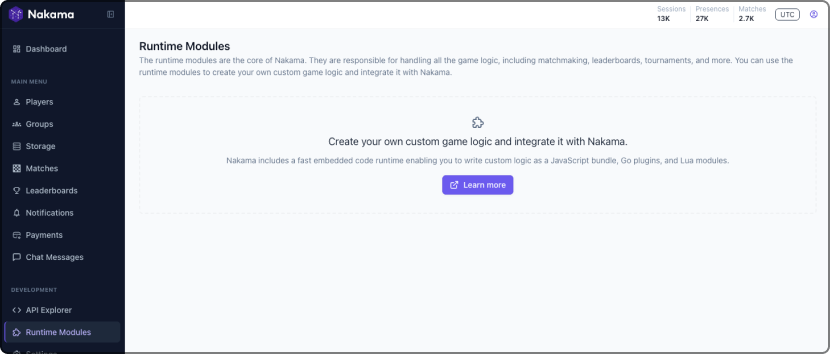 Nakama
Sessions Presences Matches
13K 27K 2.7K
UTC
Dashboard
MAIN MENU
Players
Groups
Storage
Matches
Leaderboards
Notifications
Payments
Chat Messages
DEVELOPMENT
API Explorer
Runtime Modules
Settings
Runtime Modules
The runtime modules are the core of Nakama. They are responsible for handling all the game logic, including matchmaking, leaderboards, tournaments, and more. You can use the
runtime modules to create your own custom game logic and integrate it with Nakama.
Create your own custom game logic and integrate it with Nakama.
Nakama includes a fast embedded code runtime enabling you to write custom logic as a JavaScript bundle, Go plugins, and Lua modules.
Learn more